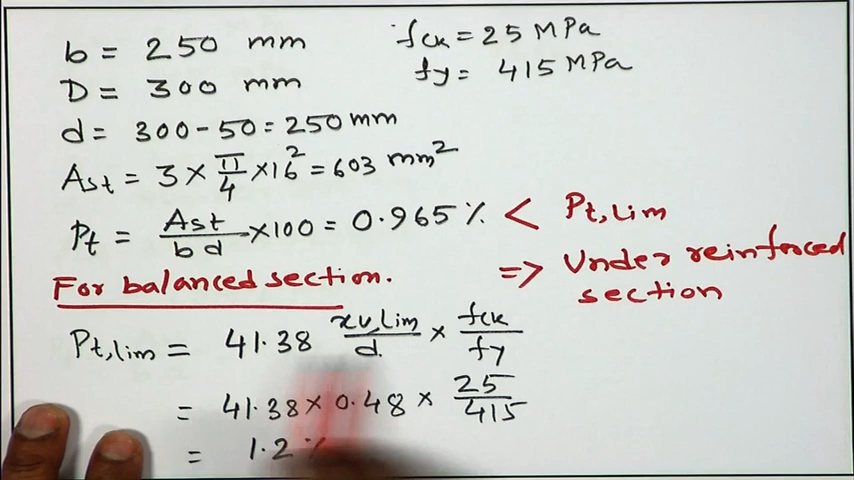 b = 250 mm
fck = 25 MPa
D = 300 mm
fy = 415 MPa
d = 300 - 50 = 250 mm
Ast = 3 × π/4 × 16² = 603 mm²
Pt = Ast/bd × 100 = 0.965 % < Pt,Lim
=> Under reinforced
section
For balanced section.
Pt,lim = 41.38 xu,Lim/d × fck/fy
= 41.38 × 0.48 × 25/415
= 1.2 %